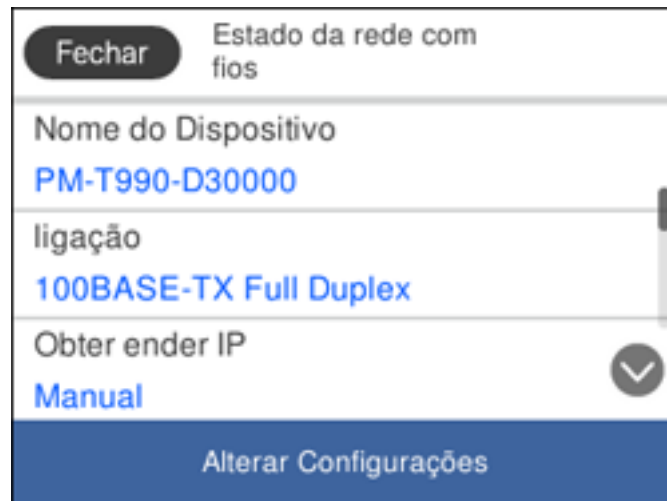 Fechar
Estado da rede com
fios
Nome do Dispositivo
PM-T990-D30000
ligação
100BASE-TX Full Duplex
Obter ender IP
Manual
Alterar Configurações